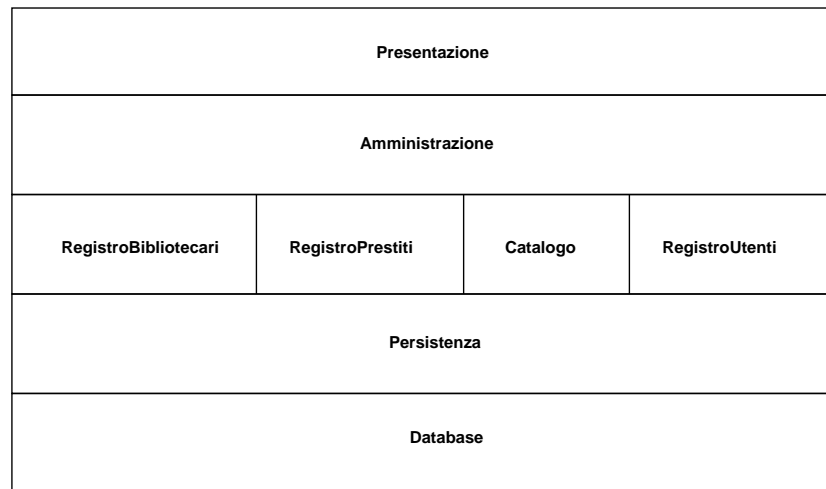 Presentazione
Amministrazione
RegistroBibliotecari RegistroPrestiti Catalogo RegistroUtenti
Persistenza
Database